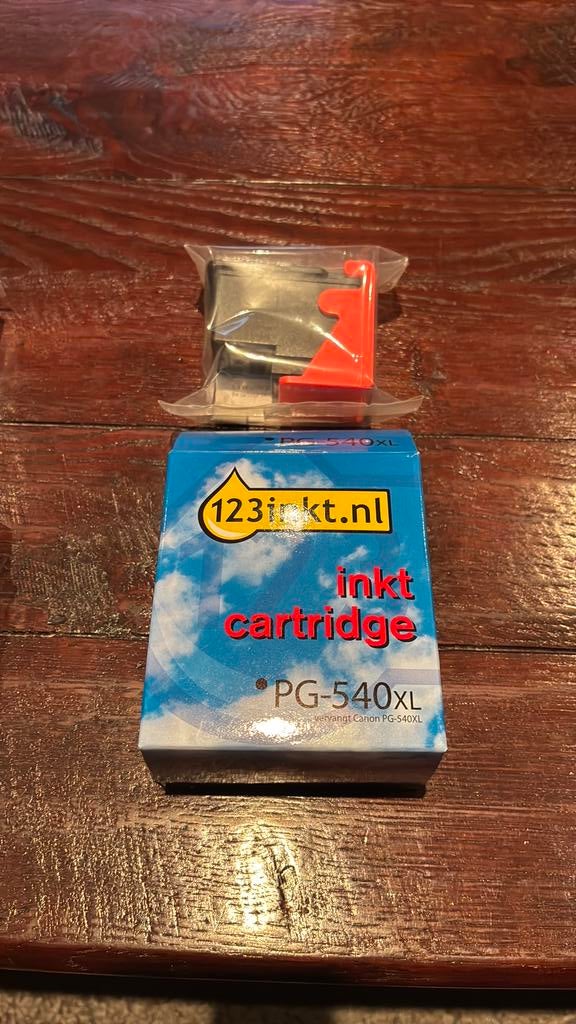 PG-540XL
123inkt.nl
inkt
cartridge
PG-540XL
vervangt Canon PG-540XL